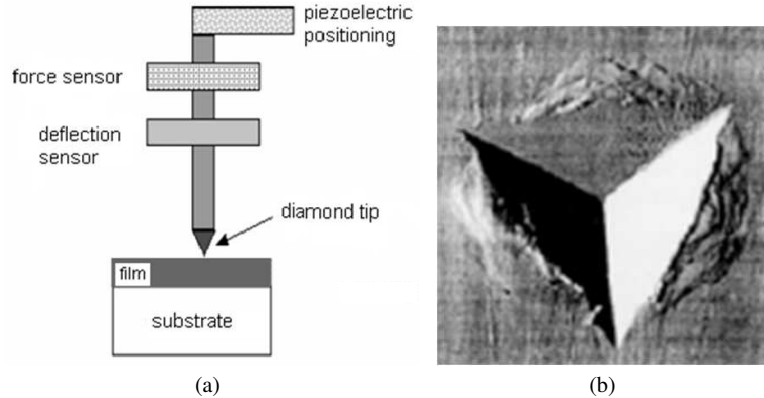 piezoelectric
positioning
force sensor
deflection
sensor
diamond tip
film
substrate
(a)
(b)